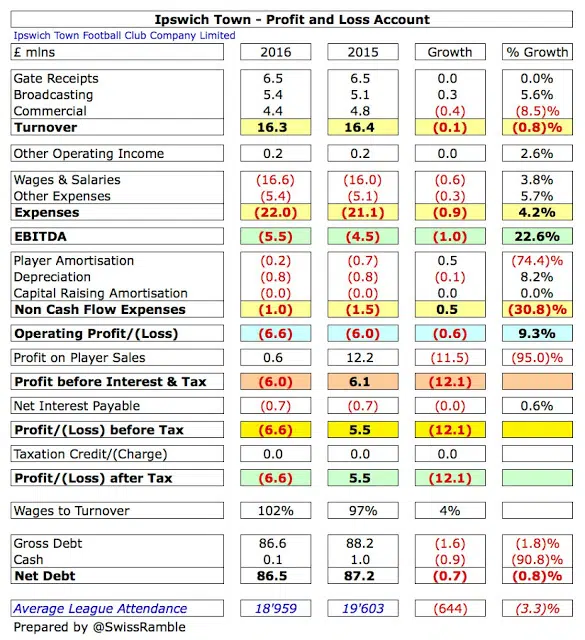 Ipswich Town - Profit and Loss Account
Ipswich Town Football Club Company Limited
£ mlns 2016 2015 Growth % Growth
Gate Receipts 6.5 6.5 0.0 0.0%
Broadcasting 5.4 5.1 0.3 5.6%
Commercial 4.4 4.8 (0.4) (8.5)%
Turnover 16.3 16.4 (0.1) (0.8)%
Other Operating Income 0.2 0.2 0.0 2.6%
Wages & Salaries (16.6) (16.0) (0.6) 3.8%
Other Expenses (5.4) (5.1) (0.3) 5.7%
Expenses (22.0) (21.1) (0.9) 4.2%
EBITDA (5.5) (4.5) (1.0) 22.6%
Player Amortisation (0.2) (0.7) 0.5 (74.4)%
Depreciation (0.8) (0.8) (0.1) 8.2%
Capital Raising Amortisation (0.0) (0.0) 0.0 0.0%
Non Cash Flow Expenses (1.0) (1.5) 0.5 (30.8)%
Operating Profit/(Loss) (6.6) (6.0) (0.6) 9.3%
Profit on Player Sales 0.6 12.2 (11.5) (95.0)%
Profit before Interest & Tax (6.0) 6.1 (12.1)
Net Interest Payable (0.7) (0.7) (0.0) 0.6%
Profit/(Loss) before Tax (6.6) 5.5 (12.1)
Taxation Credit/(Charge) 0.0 0.0 0.0
Profit/(Loss) after Tax (6.6) 5.5 (12.1)
Wages to Turnover 102% 97% 4%
Gross Debt 86.6 88.2 (1.6) (1.8)%
Cash 0.1 1.0 (0.9) (90.8)%
Net Debt 86.5 87.2 (0.7) (0.8)%
Average League Attendance 18'959 19'603 (644) (3.3)%
Prepared by @SwissRamble